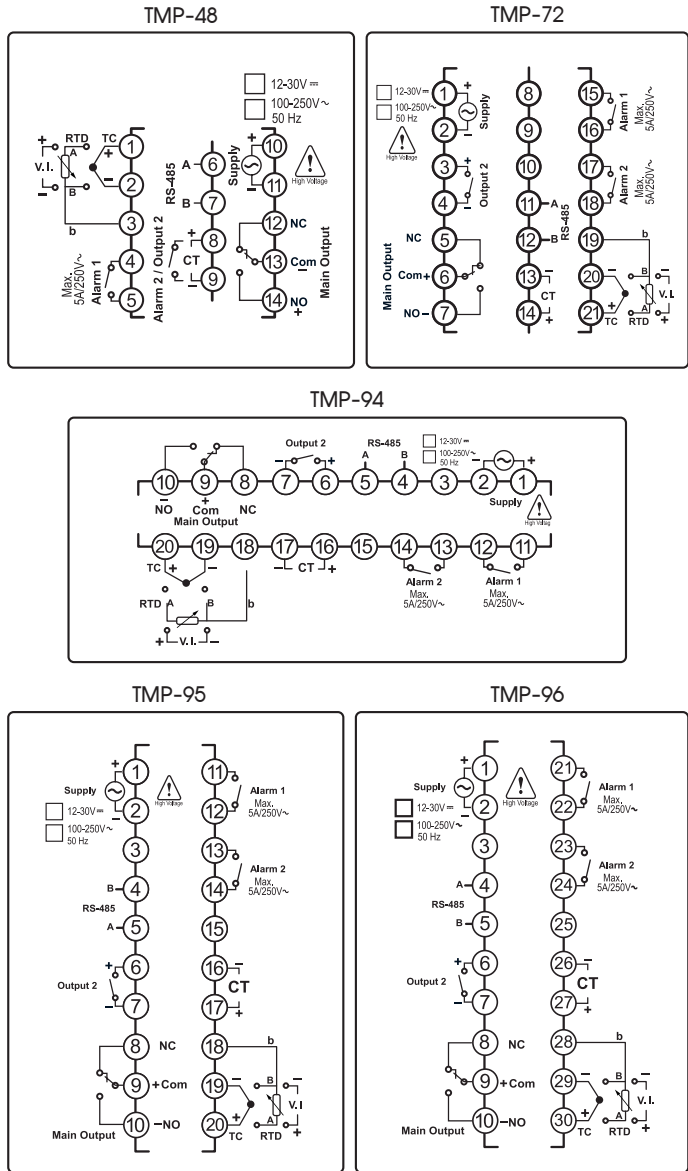 TMP-48
12-30V⎓
100-250V~
50 Hz
High Voltage
+ RTD TC + 1
V.I. A
B
– – 2
b 3
Max.
5A/250V~
Alarm 1
4
5
Alarm 2 / Output 2
RS-485
A 6
B 7
+ 8
CT
– 9
Supply
+ 10
– 11
12 NC
13 Com –
14 NO +
Main Output
TMP-72
12-30V⎓
100-250V~
50 Hz
High Voltage
1 +
Supply
2 –
3 +
Output 2
4 –
NC 5
Com+ 6
NO– 7
Main Output
8
9
10
11 A
RS-485
12 B
13 –
CT
14 +
15
Alarm 1
Max.
5A/250V~
16
17
Alarm 2
Max.
5A/250V~
18
19 b
20 – B –
V.I.
21 + A +
TC RTD
TMP-94
Output 2
RS-485
12-30V⎓
100-250V~
50 Hz
– + A B – +
10 9 8 7 6 5 4 3 2 1
– +
NO Com NC
Main Output
Supply
High Voltag
20 19 18 17 16 15 14 13 12 11
TC + – – CT +
Alarm 2
Max.
5A/250V~
Alarm 1
Max.
5A/250V~
RTD A B b
+ V.I. –
TMP-95
+ 1
Supply
– 2
High Voltage
12-30V⎓
100-250V~
50 Hz
3
B 4
RS-485
A 5
+ 6
Output 2
– 7
8 NC
9 +Com
10 –NO
Main Output
11
Alarm 1
Max.
5A/250V~
12
13
Alarm 2
Max.
5A/250V~
14
15
16 –
CT
17 +
18 b
19 – B –
V.I
20 + A +
TC RTD
TMP-96
+ 1
Supply
– 2
High Voltage
12-30V⎓
100-250V~
50 Hz
3
A 4
RS-485
B 5
+ 6
Output 2
– 7
8 NC
9 +Com
10 –NO
Main Output
21
Alarm 1
Max.
5A/250V~
22
23
Alarm 2
Max.
5A/250V~
24
25
26 –
CT
27 +
28 b
29 – B –
V.I
30 + A +
TC RTD